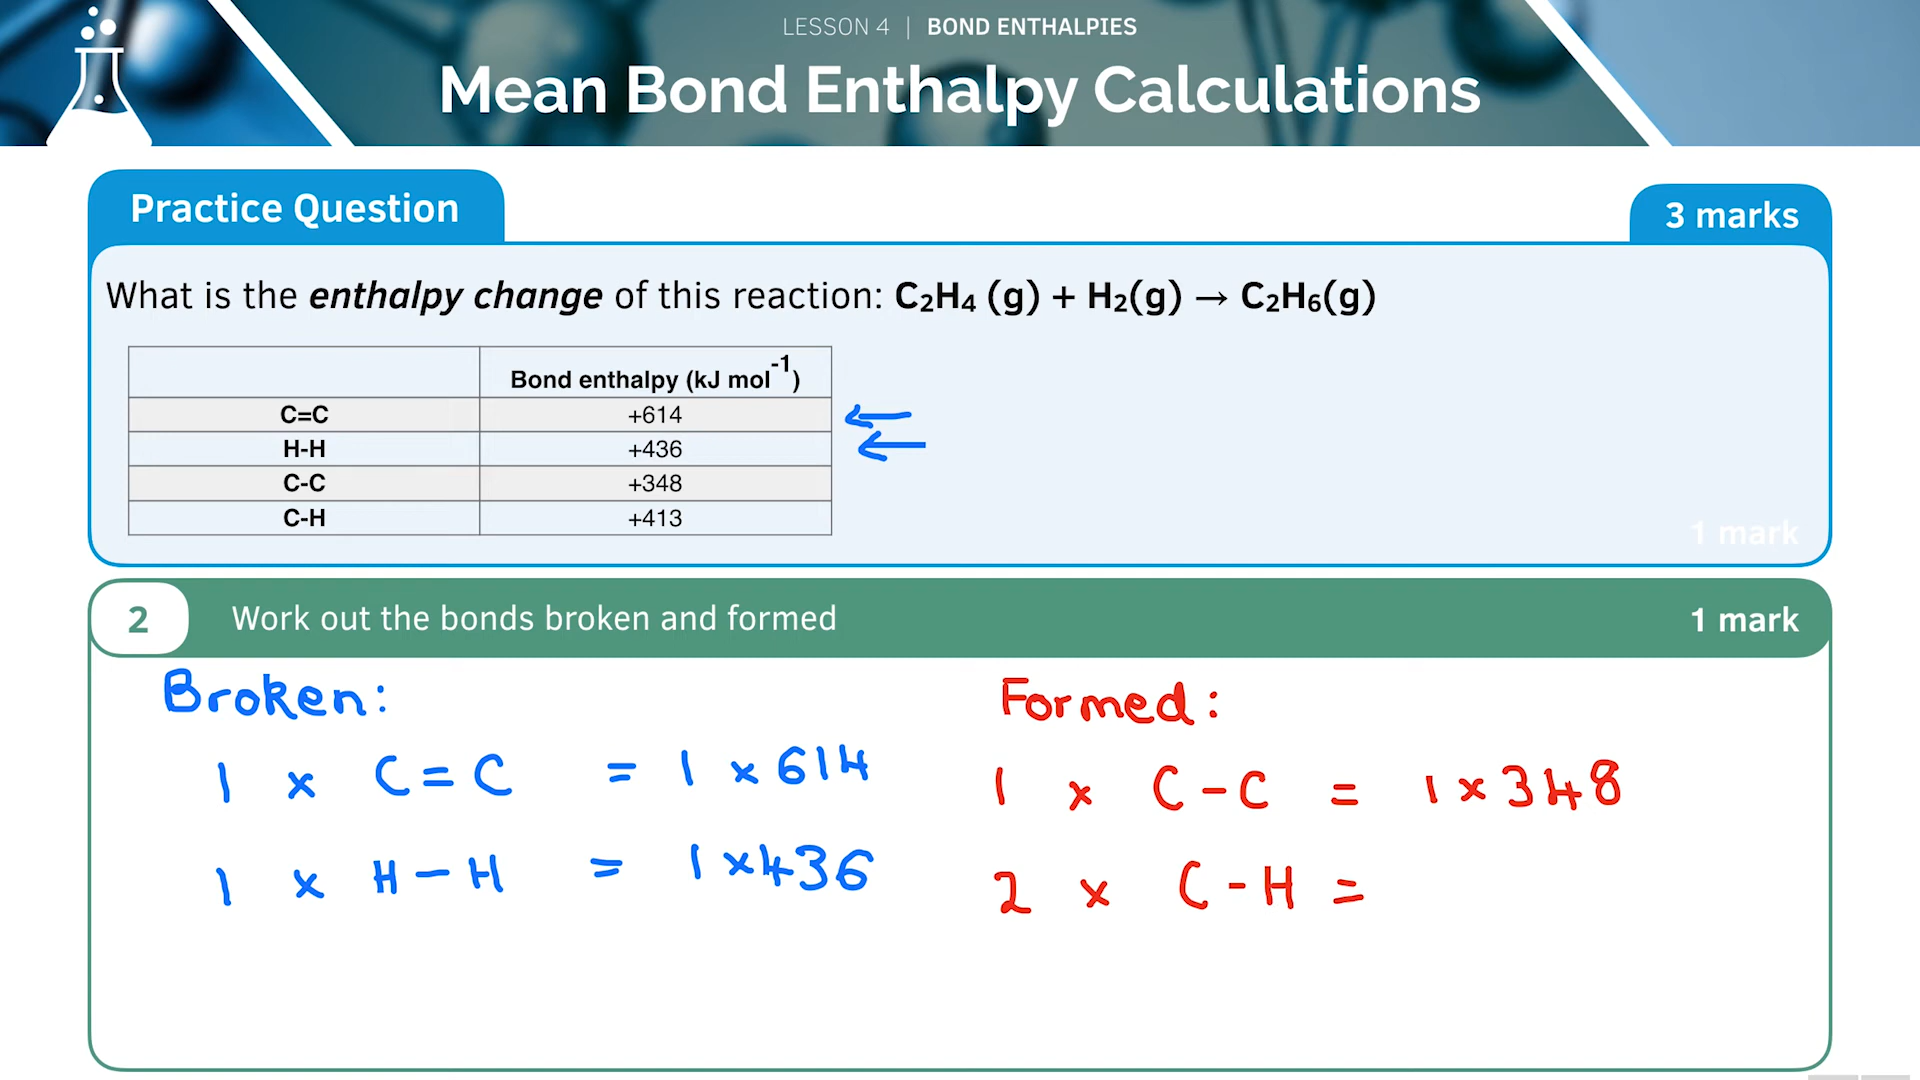 LESSON 4 | BOND ENTHALPIES
Mean Bond Enthalpy Calculations
Practice Question
3 marks
What is the enthalpy change of this reaction: C₂H₄ (g) + H₂(g) → C₂H₆(g)
Bond enthalpy (kJ mol⁻¹)
C=C +614
H-H +436
C-C +348
C-H +413
1 mark
2 Work out the bonds broken and formed 1 mark
Broken:
1 × C=C = 1 × 614
1 × H-H = 1 × 436
Formed:
1 × C-C = 1 × 348
2 × C-H =